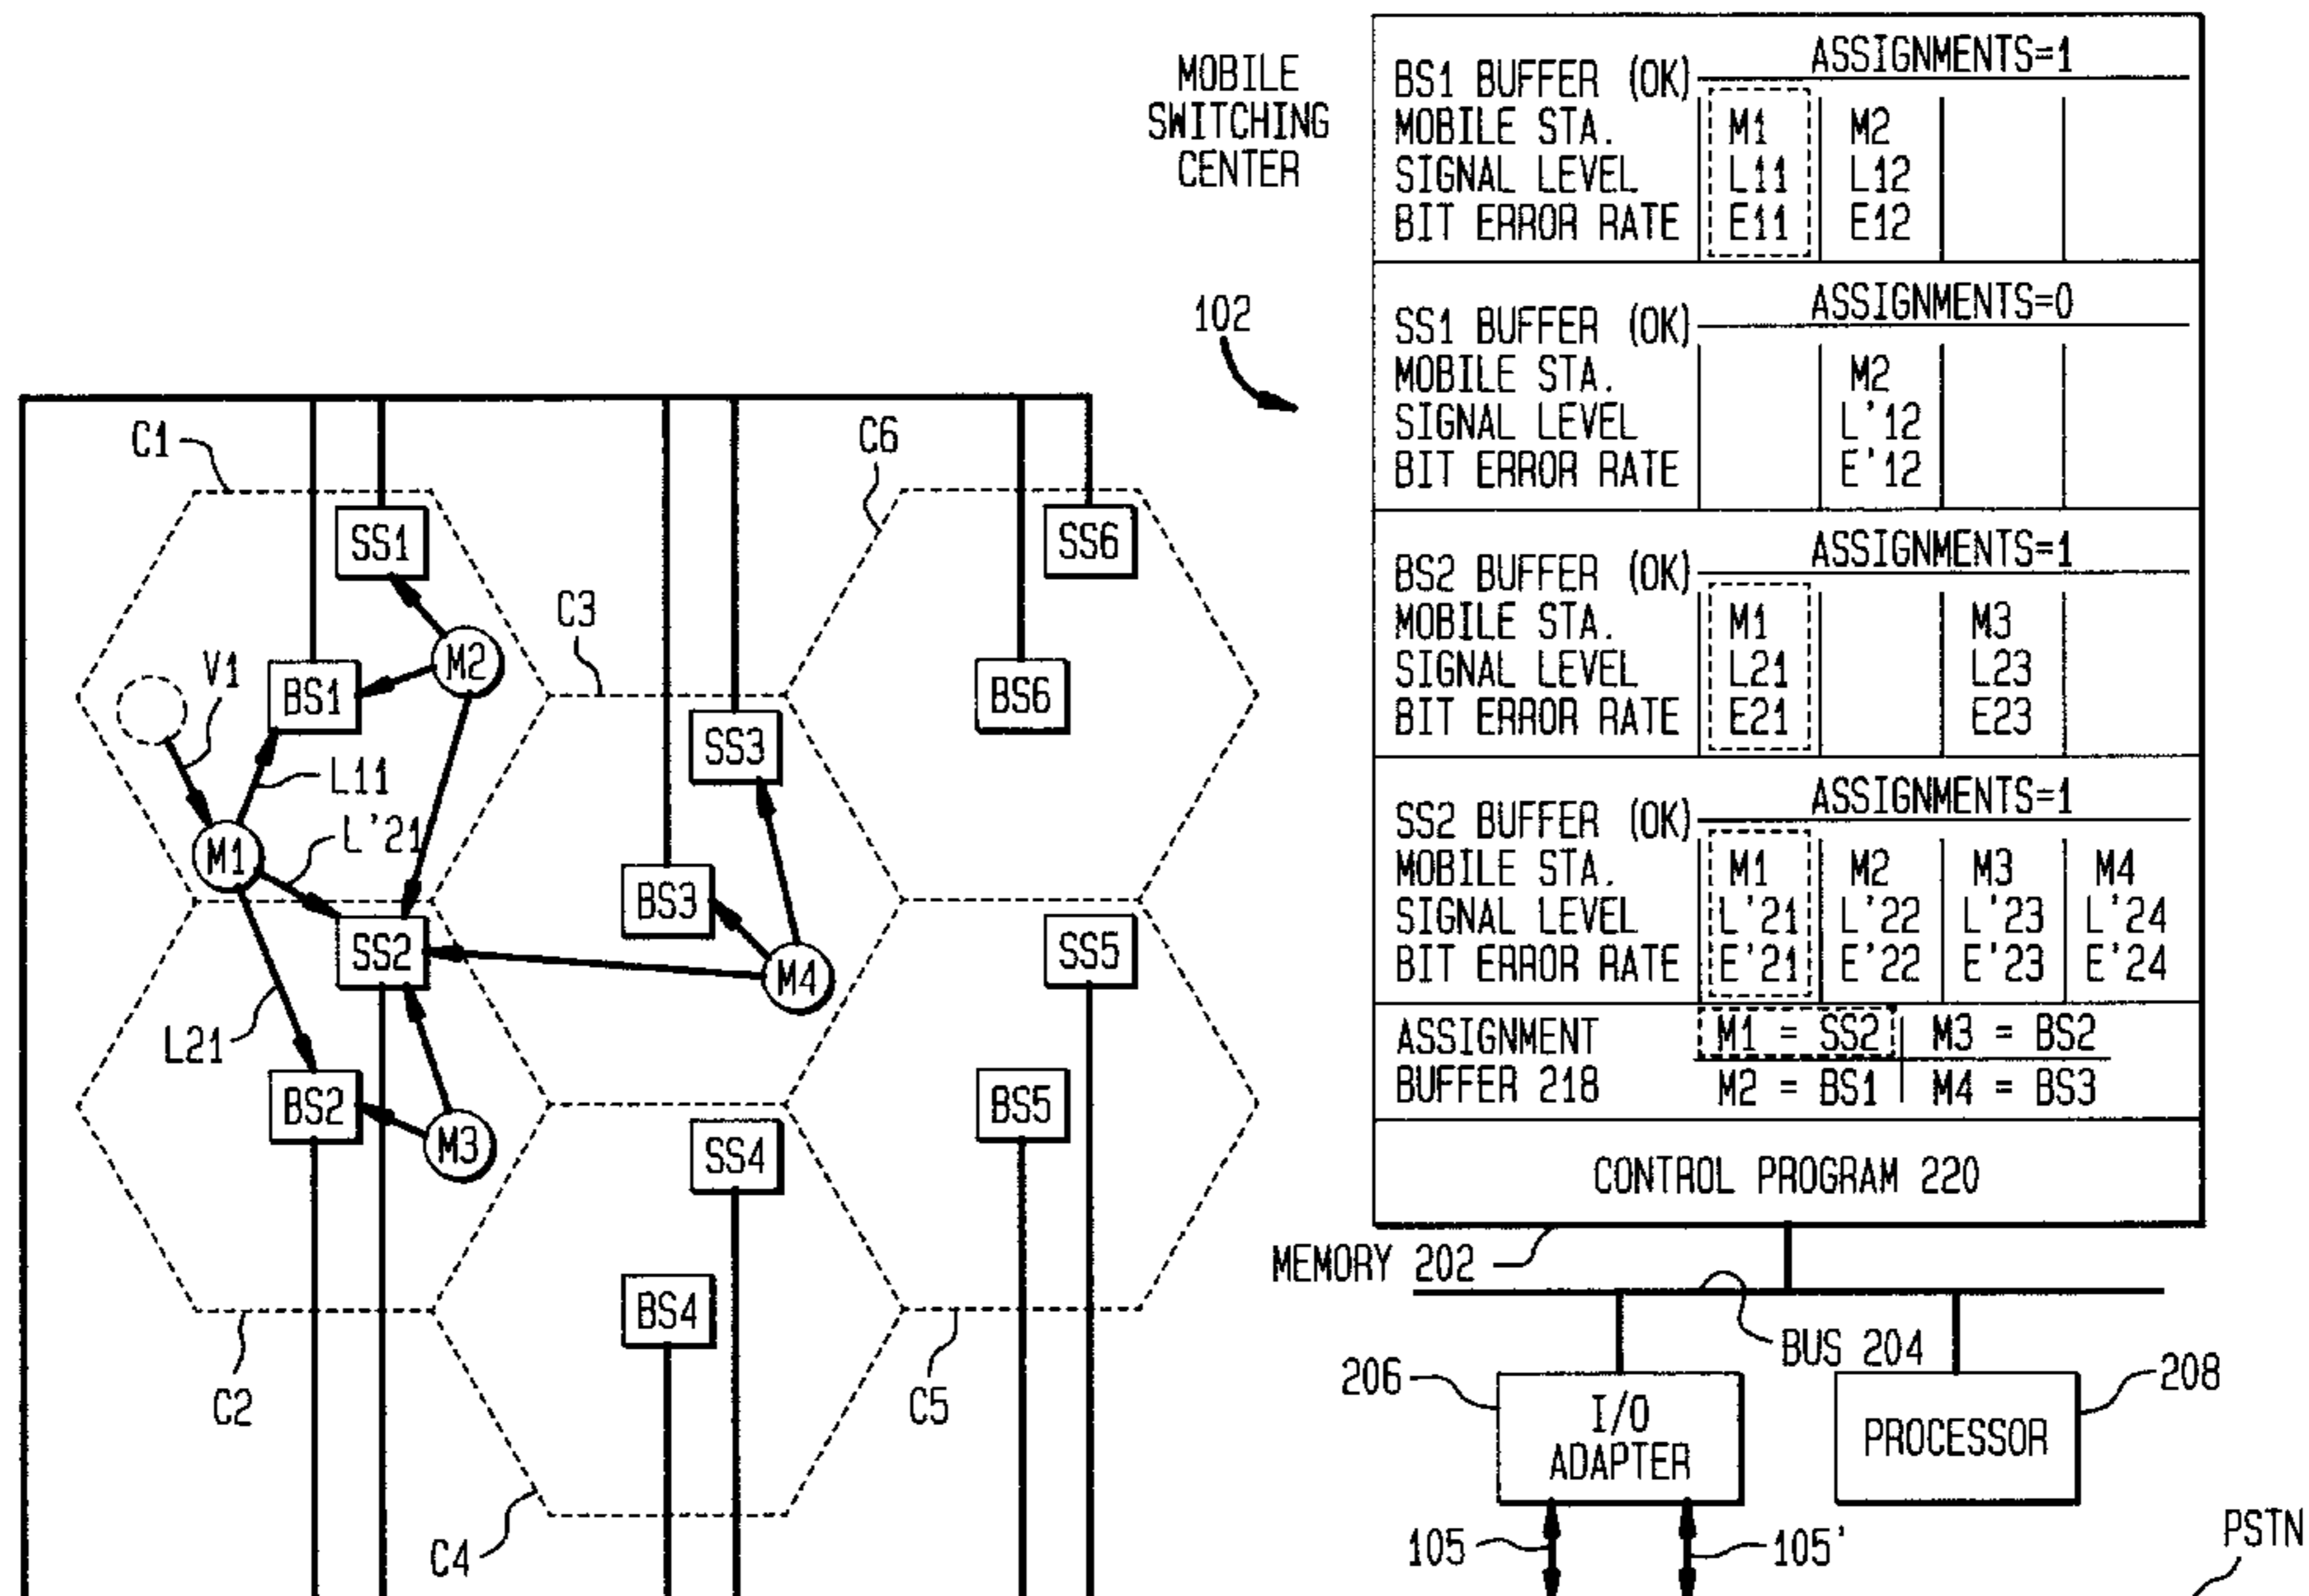 MOBILE
SWITCHING
CENTER
102
C1
C6
SS1
SS6
C3
M2
V1
BS1
BS6
SS3
L11
L'21
M1
BS3
SS2
SS5
M4
L21
BS2
BS5
M3
SS4
BS4
C2
C5
C4
ASSIGNMENTS=1
BS1 BUFFER (OK)
MOBILE STA. M1 M2
SIGNAL LEVEL L11 L12
BIT ERROR RATE E11 E12
ASSIGNMENTS=0
SS1 BUFFER (OK)
MOBILE STA. M2
SIGNAL LEVEL L'12
BIT ERROR RATE E'12
ASSIGNMENTS=1
BS2 BUFFER (OK)
MOBILE STA. M1 M3
SIGNAL LEVEL L21 L23
BIT ERROR RATE E21 E23
ASSIGNMENTS=1
SS2 BUFFER (OK)
MOBILE STA. M1 M2 M3 M4
SIGNAL LEVEL L'21 L'22 L'23 L'24
BIT ERROR RATE E'21 E'22 E'23 E'24
ASSIGNMENT M1 = SS2 M3 = BS2
BUFFER 218 M2 = BS1 M4 = BS3
CONTROL PROGRAM 220
MEMORY 202
BUS 204
206
208
I/O
ADAPTER
PROCESSOR
105
105'
PSTN